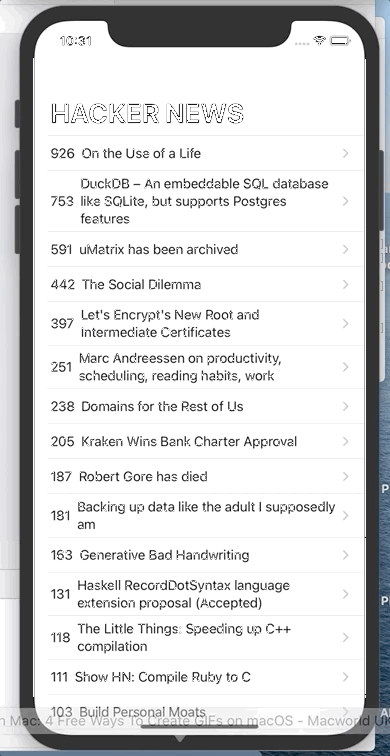 10:31
HACKER NEWS
926 On the Use of a Life
DuckDB – An embeddable SQL database
753 like SQLite, but supports Postgres
features
591 uMatrix has been archived
442 The Social Dilemma
397 Let's Encrypt's New Root and
Intermediate Certificates
251 Marc Andreessen on productivity,
scheduling, reading habits, work
238 Domains for the Rest of Us
205 Kraken Wins Bank Charter Approval
187 Robert Gore has died
181 Backing up data like the adult I supposedly
am
153 Generative Bad Handwriting
131 Haskell RecordDotSyntax language
extension proposal (Accepted)
118 The Little Things: Speeding up C++
compilation
111 Show HN: Compile Ruby to C
103 Build Personal Moats
Mac: 4 Free Ways To Create GIFs on macOS - Macworld